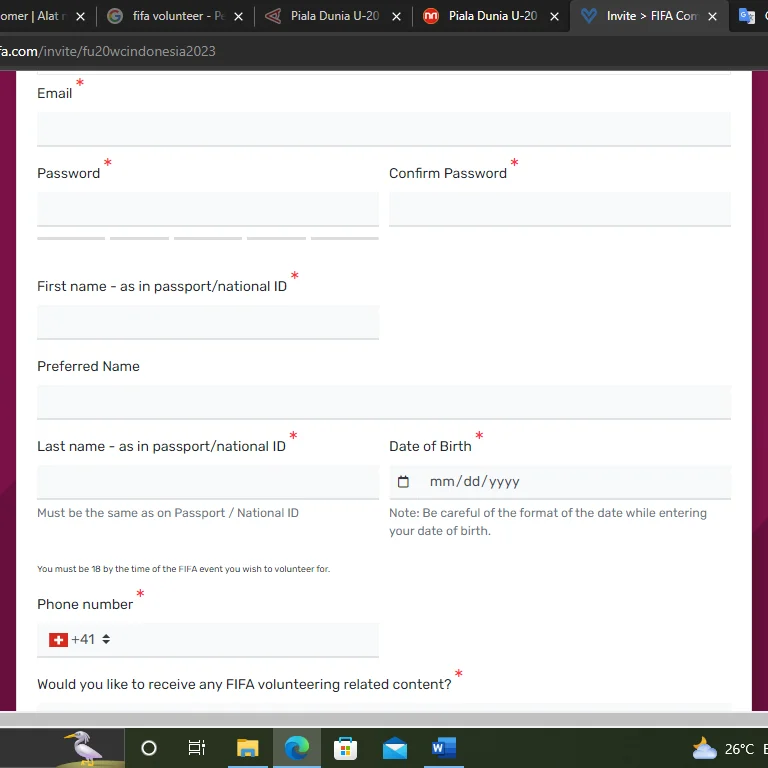 omer | Alat
fifa volunteer - Pe
Piala Dunia U-20
Piala Dunia U-20
Invite > FIFA Com
fa.com/invite/fu20wcindonesia2023
Email *
Password * Confirm Password *
First name - as in passport/national ID *
Preferred Name
Last name - as in passport/national ID * Date of Birth *
mm/dd/yyyy
Must be the same as on Passport / National ID
Note: Be careful of the format of the date while entering
your date of birth.
You must be 18 by the time of the FIFA event you wish to volunteer for.
Phone number *
+41
Would you like to receive any FIFA volunteering related content? *
26°C